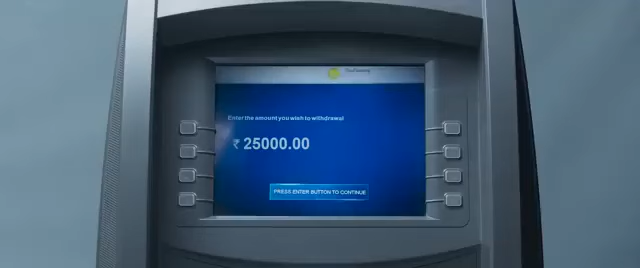 Enter the amount you wish to withdrawal
₹ 25000.00
PRESS ENTER BUTTON TO CONTINUE